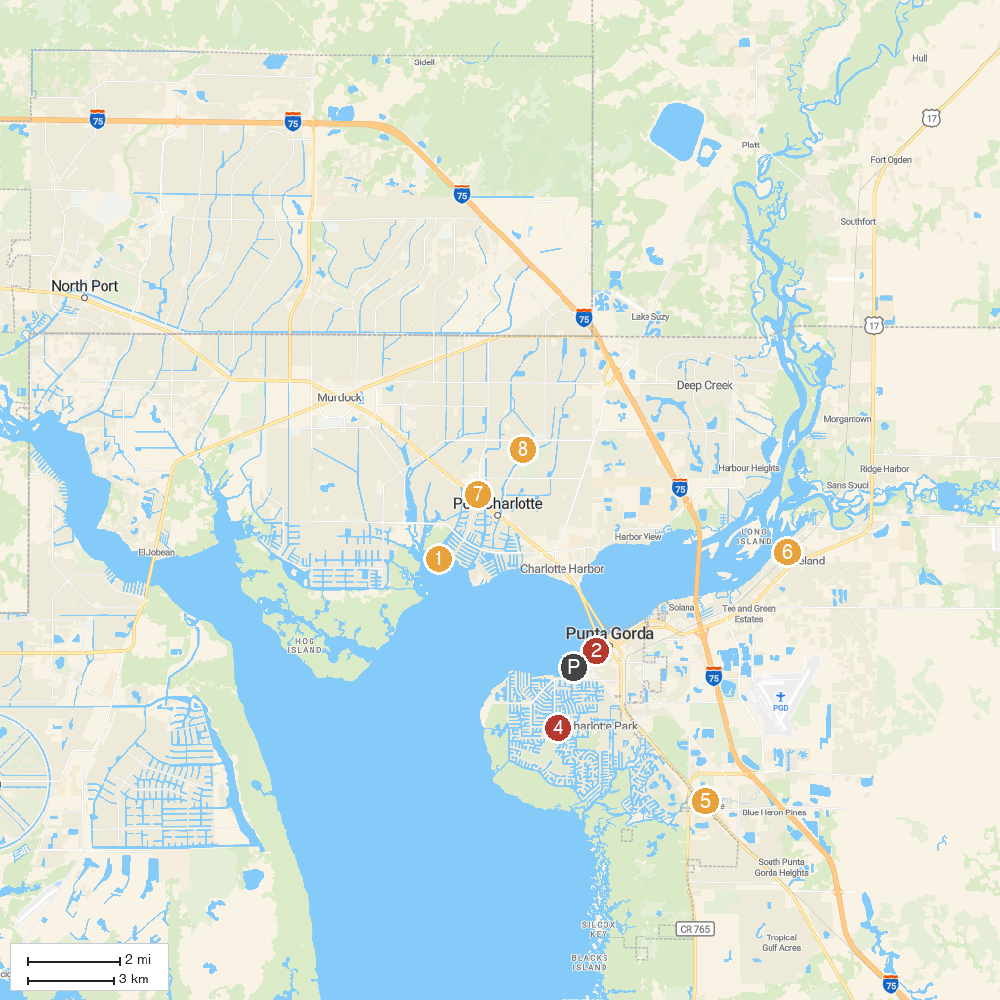 Hull
Sidell
75
75
17
Platt
Fort Ogden
75
Southfort
North Port
75
Lake Suzy
17
Deep Creek
Murdock
Morgantown
8
Harbour Heights
Ridge Harbor
75
Sans Souci
7
Charlotte
Harbor View
LONG
ISLAND
El Jobean
6
1
Charlotte Harbor
Solana
Tee and Green
Estates
Punta Gorda
HOG
ISLAND
2
P
75
PGD
4
harlotte Park
5
Blue Heron Pines
South Punta
Gorda Heights
SILCOX
KEY
CR 765
Tropical
Gulf Acres
BLACKS
ISLAND
2 mi
3 km
75